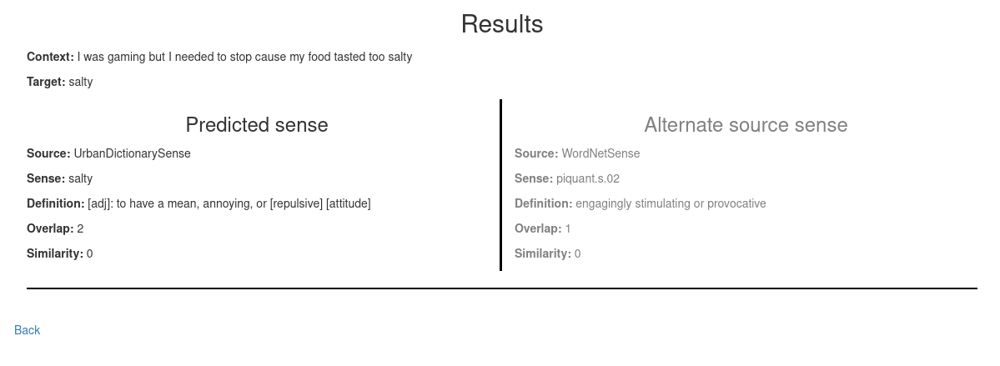 Results
Context: I was gaming but I needed to stop cause my food tasted too salty
Target: salty
Predicted sense
Source: UrbanDictionarySense
Sense: salty
Definition: [adj]: to have a mean, annoying, or [repulsive] [attitude]
Overlap: 2
Similarity: 0
Alternate source sense
Source: WordNetSense
Sense: piquant.s.02
Definition: engagingly stimulating or provocative
Overlap: 1
Similarity: 0
Back